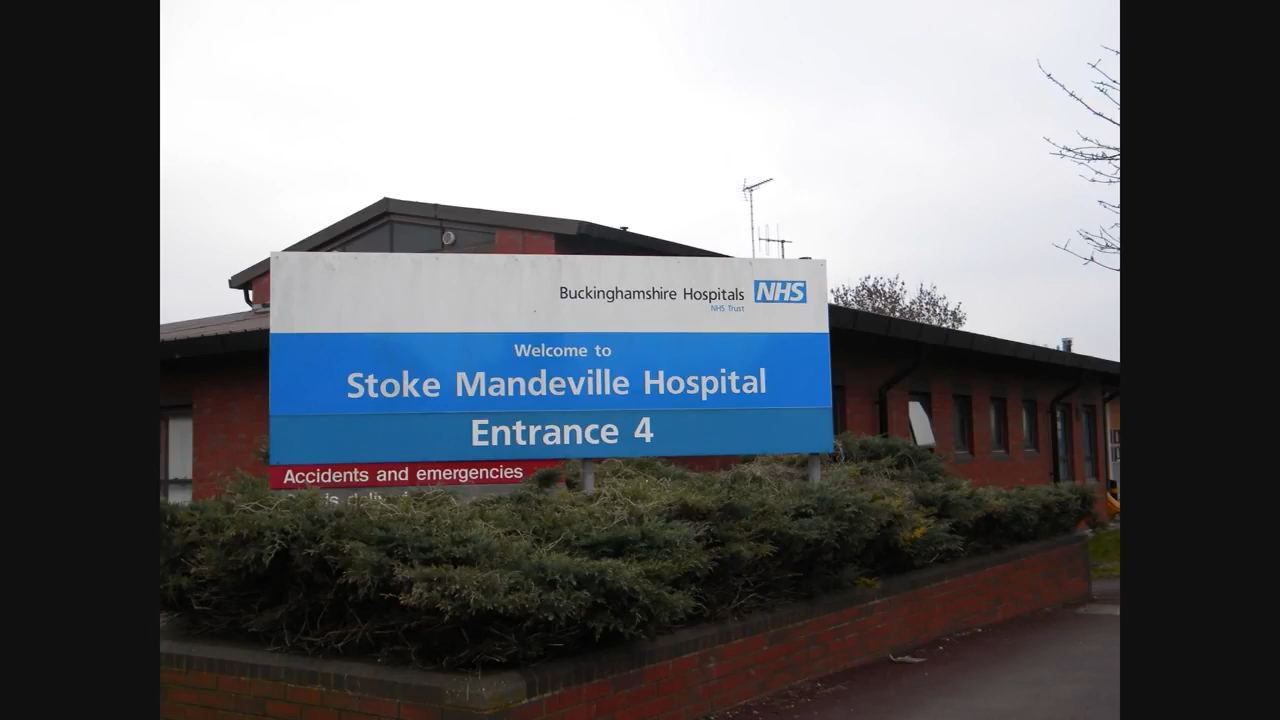 Buckinghamshire Hospitals NHS
NHS Trust
Welcome to
Stoke Mandeville Hospital
Entrance 4
Accidents and emergencies